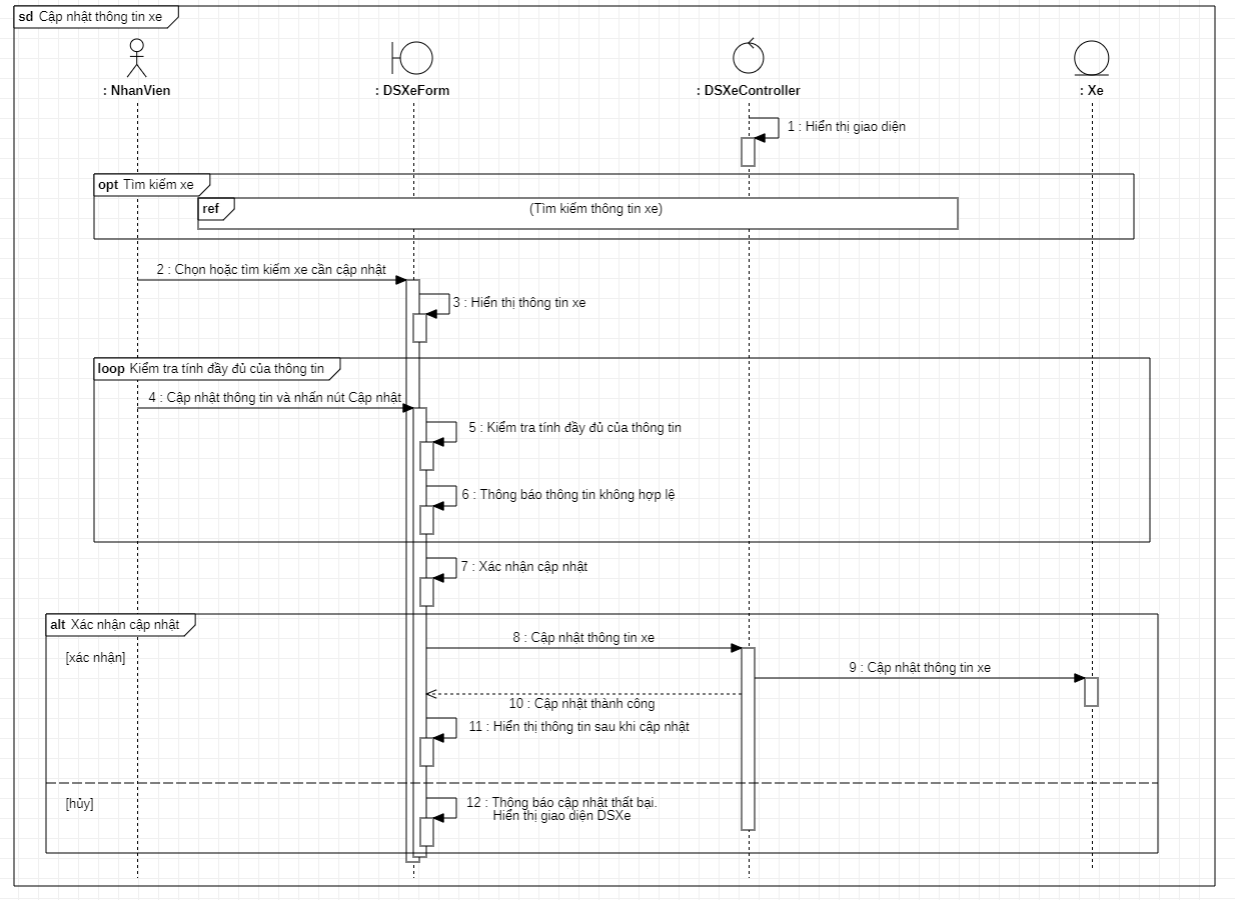 sd Cập nhật thông tin xe
: NhanVien
: DSXeForm
: DSXeController
: Xe
1 : Hiển thị giao diện
opt Tìm kiếm xe
ref
(Tìm kiếm thông tin xe)
2 : Chọn hoặc tìm kiếm xe cần cập nhật
3 : Hiển thị thông tin xe
loop Kiểm tra tính đầy đủ của thông tin
4 : Cập nhật thông tin và nhấn nút Cập nhật
5 : Kiểm tra tính đầy đủ của thông tin
6 : Thông báo thông tin không hợp lệ
7 : Xác nhận cập nhật
alt Xác nhận cập nhật
8 : Cập nhật thông tin xe
[xác nhận]
9 : Cập nhật thông tin xe
10 : Cập nhật thành công
11 : Hiển thị thông tin sau khi cập nhật
[hủy]
12 : Thông báo cập nhật thất bại.
Hiển thị giao diện DSXe